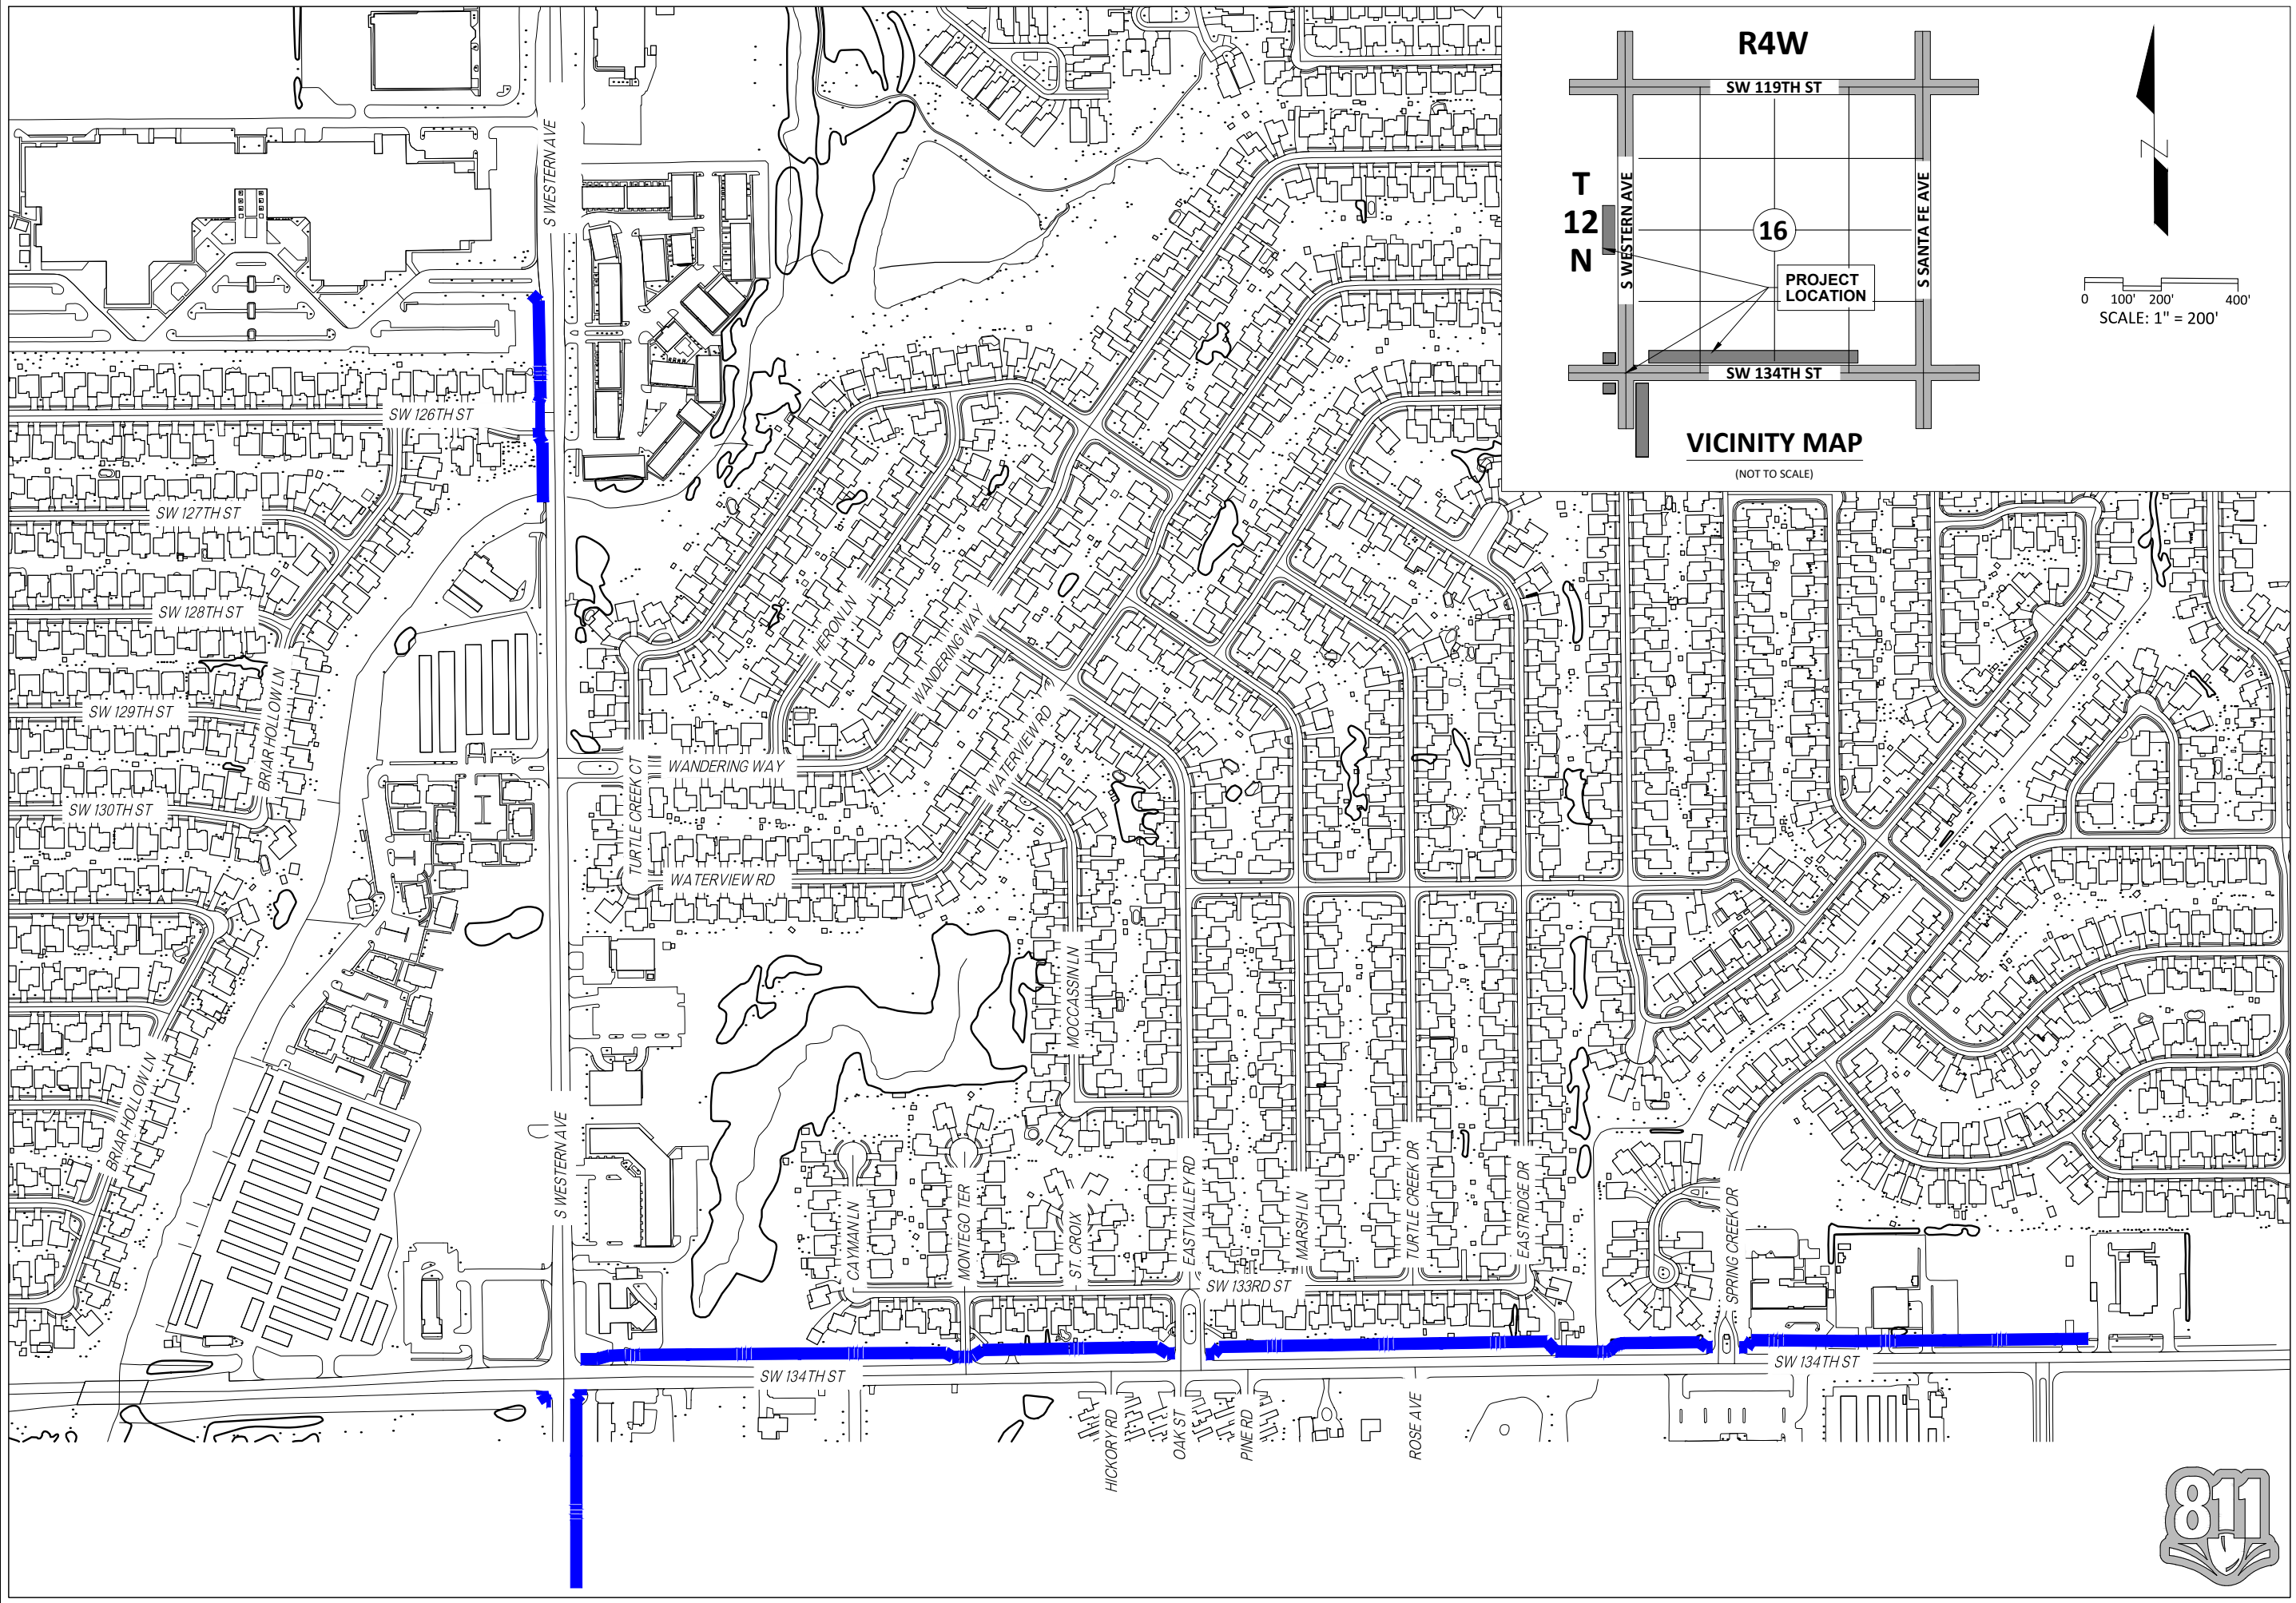 R4W
SW 119TH ST
S WESTERN AVE
T
12
N
S WESTERN AVE
16
S SANTA FE AVE
PROJECT
LOCATION
0 100' 200' 400'
SCALE: 1" = 200'
SW 134TH ST
VICINITY MAP
(NOT TO SCALE)
SW 126TH ST
SW 127TH ST
SW 128TH ST
HERON LN
WANDERING WAY
BRIAR HOLLOW LN
SW 129TH ST
WATERVIEW RD
WANDERING WAY
TURTLE CREEK CT
SW 130TH ST
WATERVIEW RD
MOCCASSIN LN
BRIAR HOLLOW LN
S WESTERN AVE
CAYMAN LN
MONTEGO TER
ST. CROIX
EASTVALLEY RD
MARSH LN
TURTLE CREEK DR
EASTRIDGE DR
SPRING CREEK DR
SW 133RD ST
SW 134TH ST
SW 134TH ST
HICKORY RD
OAK ST
PINE RD
ROSE AVE
811